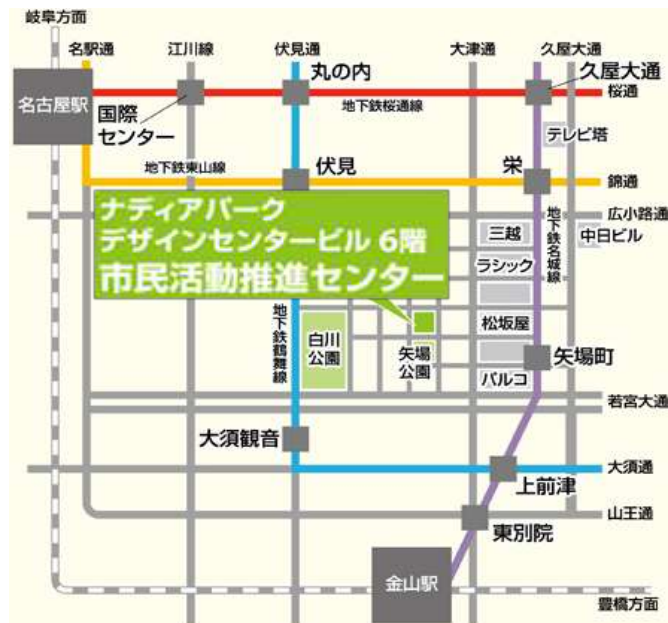 岐阜方面
名駅通
江川線
伏見通
大津通
久屋大通
丸の内
久屋大通
名古屋駅
桜通
国際
センター
地下鉄桜通線
テレビ塔
地下鉄東山線
伏見
栄
錦通
ナディアパーク
デザインセンタービル 6階
市民活動推進センター
広小路通
三越
中日ビル
地下鉄名城線
ラシック
地下鉄鶴舞線
白川
公園
松坂屋
矢場
公園
矢場町
パルコ
若宮大通
大須観音
大須通
上前津
山王通
東別院
金山駅
豊橋方面